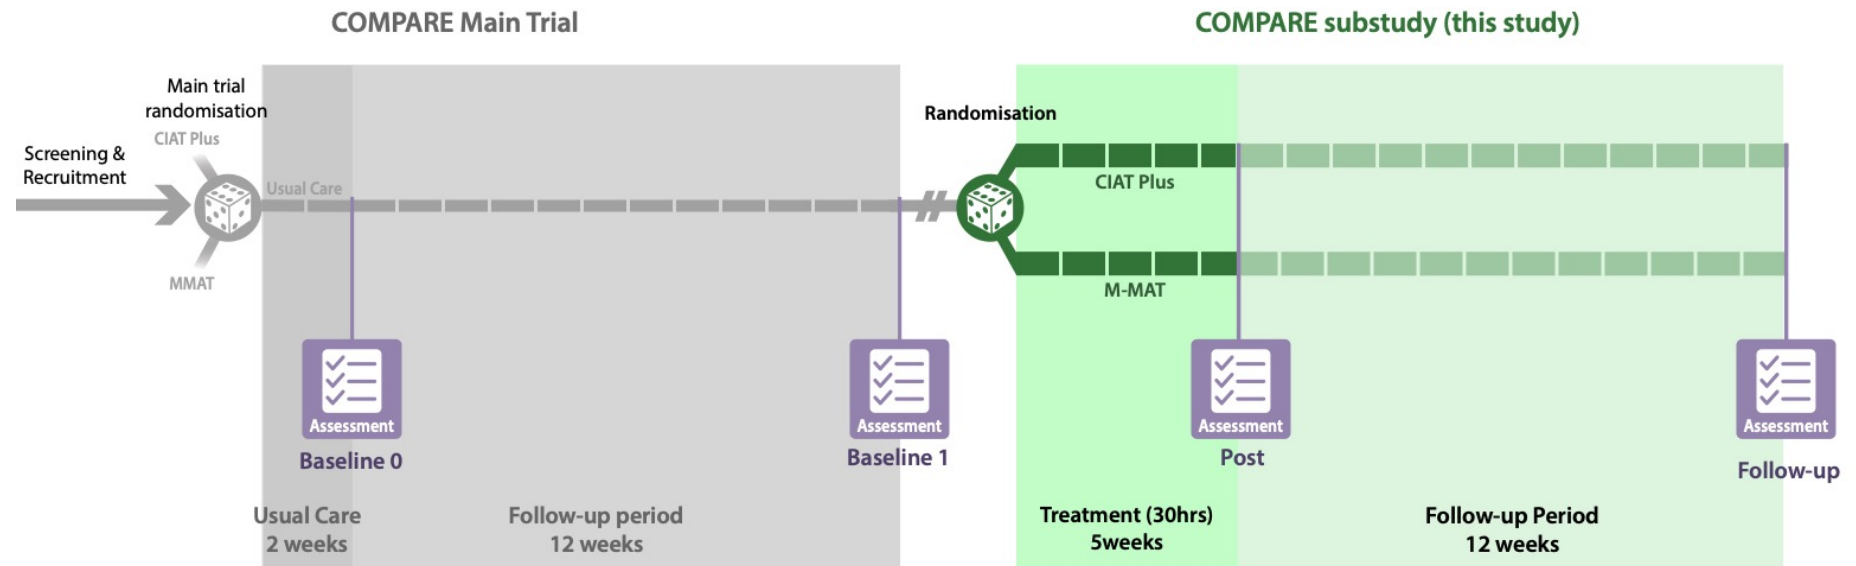 COMPARE Main Trial
COMPARE substudy (this study)
Main trial
randomisation
CIAT Plus
Screening &
Recruitment
Usual Care
MMAT
Randomisation
CIAT Plus
M-MAT
Assessment
Baseline 0
Assessment
Baseline 1
Assessment
Post
Assessment
Follow-up
Usual Care
2 weeks
Follow-up period
12 weeks
Treatment (30hrs)
5weeks
Follow-up Period
12 weeks